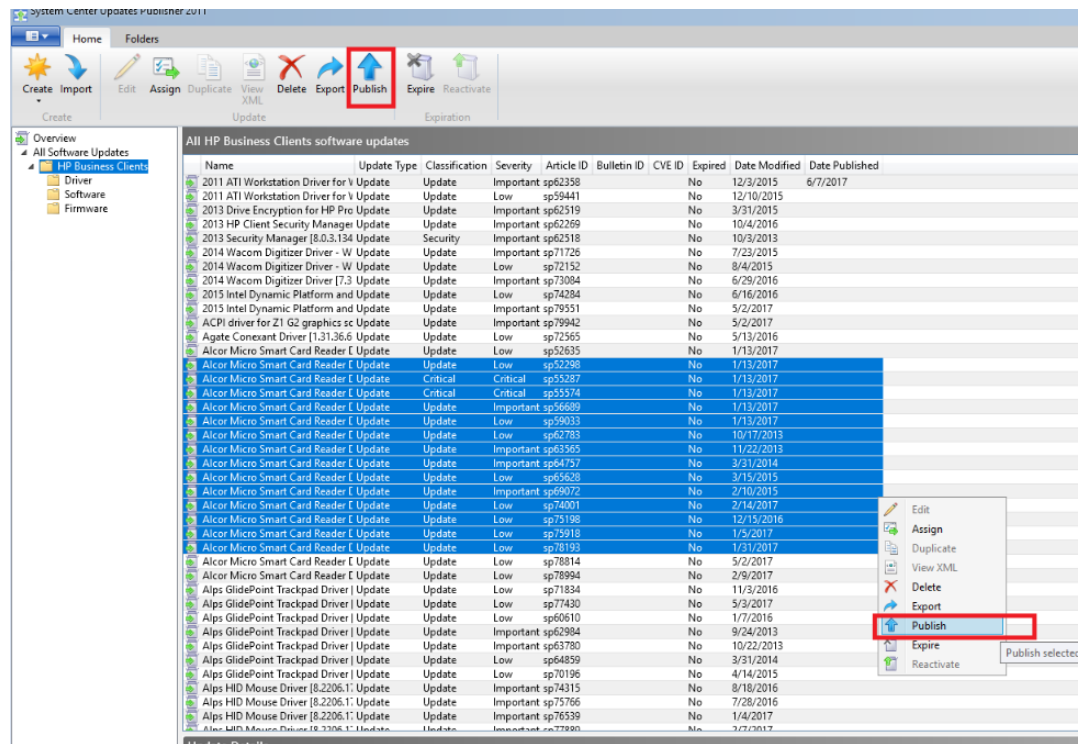 System Center Updates Publisher 2011
Home Folders
Create Import Edit Assign Duplicate View XML Delete Export Publish Expire Reactivate
Create Update Expiration
Overview
All Software Updates
HP Business Clients
Driver
Software
Firmware
All HP Business Clients software updates
Name Update Type Classification Severity Article ID Bulletin ID CVE ID Expired Date Modified Date Published
2011 ATI Workstation Driver for Update Update Important sp62358 No 12/3/2015 6/7/2017
2011 ATI Workstation Driver for Update Update Low sp59441 No 12/10/2015
2013 Drive Encryption for HP Pro Update Update Important sp62519 No 3/31/2015
2013 HP Client Security Manager Update Update Important sp62269 No 10/4/2016
2013 Security Manager [8.0.3.134 Update Security Important sp62518 No 10/3/2013
2014 Wacom Digitizer Driver - W Update Update Important sp71726 No 7/23/2015
2014 Wacom Digitizer Driver - W Update Update Low sp72152 No 8/4/2015
2014 Wacom Digitizer Driver [7.3 Update Update Important sp73084 No 6/29/2016
2015 Intel Dynamic Platform and Update Update Low sp74284 No 6/16/2016
2015 Intel Dynamic Platform and Update Update Important sp79551 No 5/2/2017
ACPI driver for Z1 G2 graphics sc Update Update Important sp79942 No 5/2/2017
Agate Conexant Driver [1.31.36.6 Update Update Low sp72565 No 5/13/2016
Alcor Micro Smart Card Reader D Update Update Low sp52635 No 1/13/2017
Alcor Micro Smart Card Reader D Update Update Low sp52298 No 1/13/2017
Alcor Micro Smart Card Reader D Update Critical Critical sp55287 No 1/13/2017
Alcor Micro Smart Card Reader D Update Critical Critical sp55574 No 1/13/2017
Alcor Micro Smart Card Reader D Update Update Important sp56689 No 1/13/2017
Alcor Micro Smart Card Reader D Update Update Low sp59033 No 1/13/2017
Alcor Micro Smart Card Reader D Update Update Low sp62783 No 10/17/2013
Alcor Micro Smart Card Reader D Update Update Important sp63565 No 11/22/2013
Alcor Micro Smart Card Reader D Update Update Important sp64757 No 3/31/2014
Alcor Micro Smart Card Reader D Update Update Low sp65628 No 3/15/2015
Alcor Micro Smart Card Reader D Update Update Important sp69072 No 2/10/2015
Alcor Micro Smart Card Reader D Update Update Low sp74001 No 2/14/2017
Alcor Micro Smart Card Reader D Update Update Low sp75198 No 12/15/2016
Alcor Micro Smart Card Reader D Update Update Low sp75918 No 1/5/2017
Alcor Micro Smart Card Reader D Update Update Low sp78193 No 1/31/2017
Alcor Micro Smart Card Reader D Update Update Low sp78814 No 5/2/2017
Alcor Micro Smart Card Reader D Update Update Low sp78994 No 2/9/2017
Alps GlidePoint Trackpad Driver Update Update Low sp71834 No 11/3/2016
Alps GlidePoint Trackpad Driver Update Update Low sp77430 No 5/3/2017
Alps GlidePoint Trackpad Driver Update Update Low sp60610 No 1/7/2016
Alps GlidePoint Trackpad Driver Update Update Important sp62984 No 9/24/2013
Alps GlidePoint Trackpad Driver Update Update Important sp63780 No 10/22/2013
Alps GlidePoint Trackpad Driver Update Update Low sp64859 No 3/31/2014
Alps GlidePoint Trackpad Driver Update Update Low sp70196 No 4/14/2015
Alps HID Mouse Driver [8.2206.1 Update Update Important sp74315 No 8/18/2016
Alps HID Mouse Driver [8.2206.1 Update Update Important sp75766 No 7/28/2016
Alps HID Mouse Driver [8.2206.1 Update Update Important sp76539 No 1/4/2017
Alps HID Mouse Driver [8.2206.1 Update Update Important sp77880 No 2/7/2017
Edit
Assign
Duplicate
View XML
Delete
Export
Publish
Expire
Reactivate
Publish selected